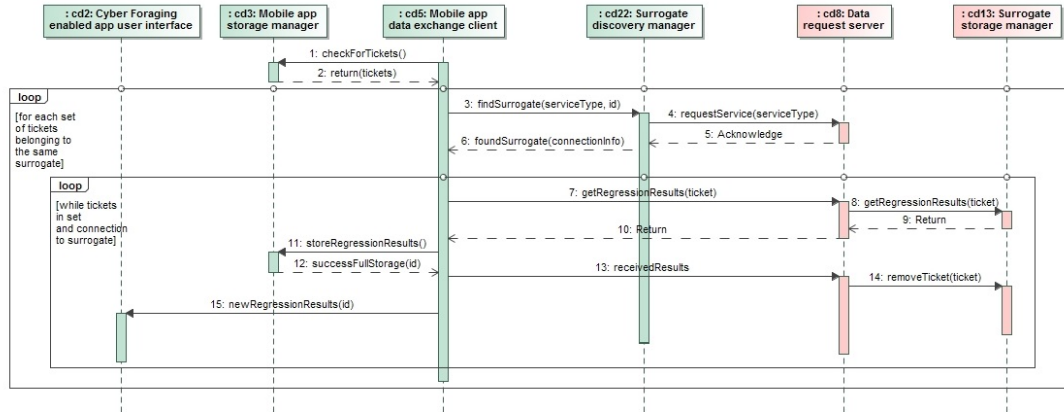 : cd2: Cyber Foraging
enabled app user interface
: cd3: Mobile app
storage manager
: cd5: Mobile app
data exchange client
: cd22: Surrogate
discovery manager
: cd8: Data
request server
: cd13: Surrogate
storage manager
1: checkForTickets()
2: return(tickets)
loop
[for each set
of tickets
belonging to
the same
surrogate]
3: findSurrogate(serviceType, id)
4: requestService(serviceType)
5: Acknowledge
6: foundSurrogate(connectionInfo)
loop
[while tickets
in set
and connection
to surrogate]
7: getRegressionResults(ticket)
8: getRegressionResults(ticket)
9: Return
10: Return
11: storeRegressionResults()
12: successFullStorage(id)
13: receivedResults
14: removeTicket(ticket)
15: newRegressionResults(id)